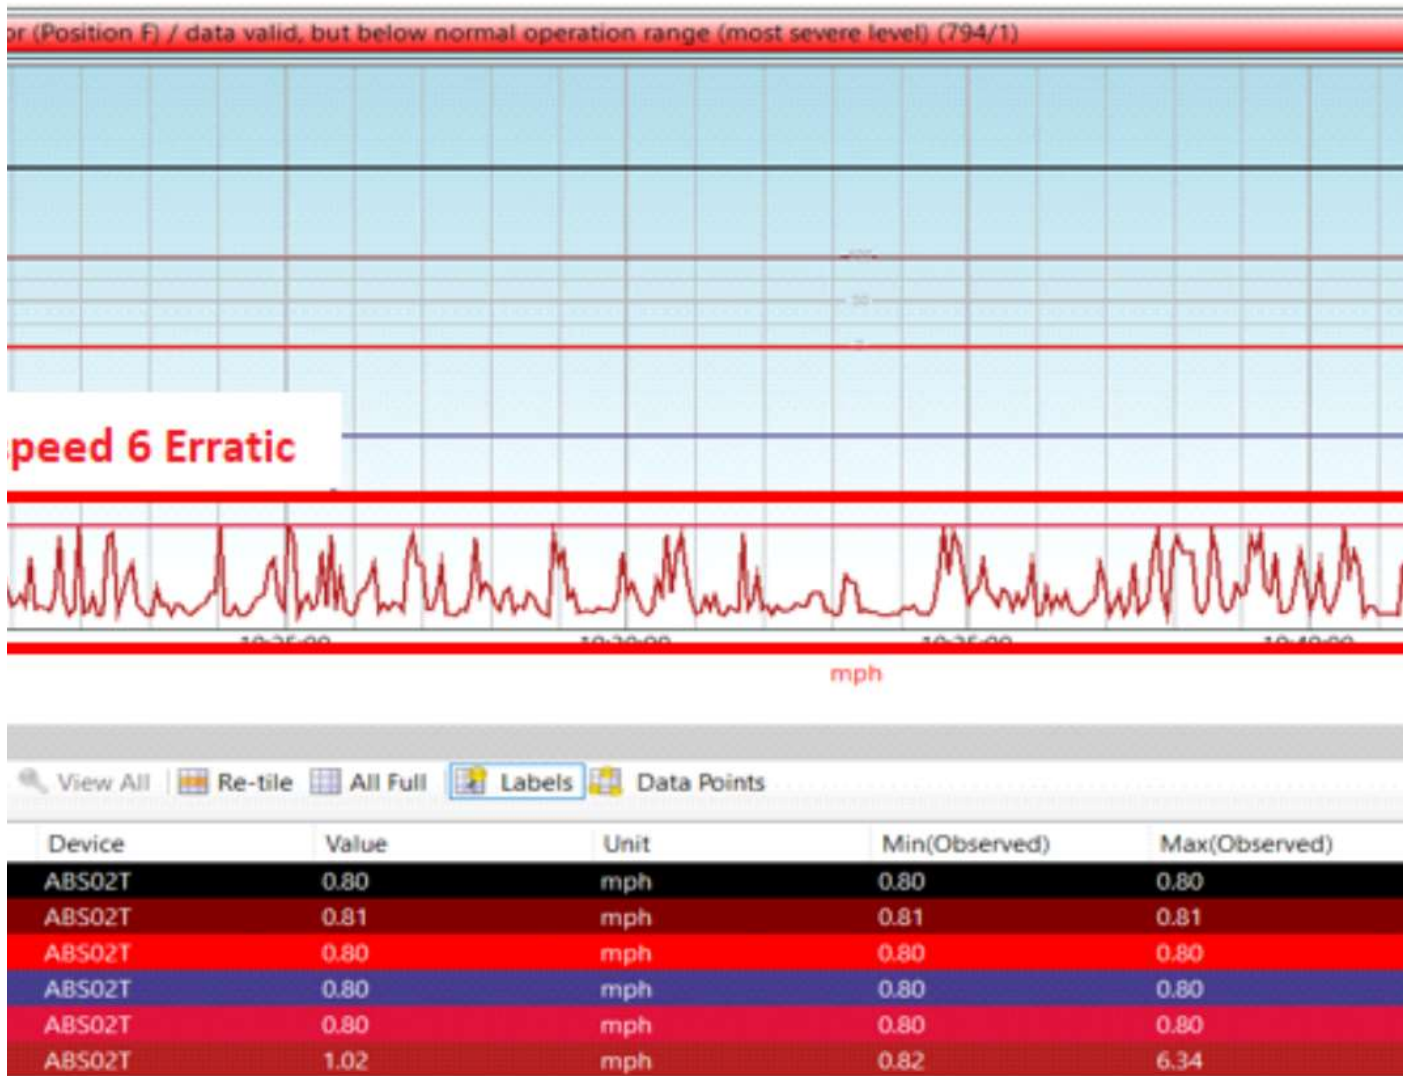 or (Position F) / data valid, but below normal operation range (most severe level) (794/1)
50
speed 6 Erratic
mph
View All Re-tile All Full Labels Data Points
Device Value Unit Min(Observed) Max(Observed)
ABS02T 0.80 mph 0.80 0.80
ABS02T 0.81 mph 0.81 0.81
ABS02T 0.80 mph 0.80 0.80
ABS02T 0.80 mph 0.80 0.80
ABS02T 0.80 mph 0.80 0.80
ABS02T 1.02 mph 0.82 6.34